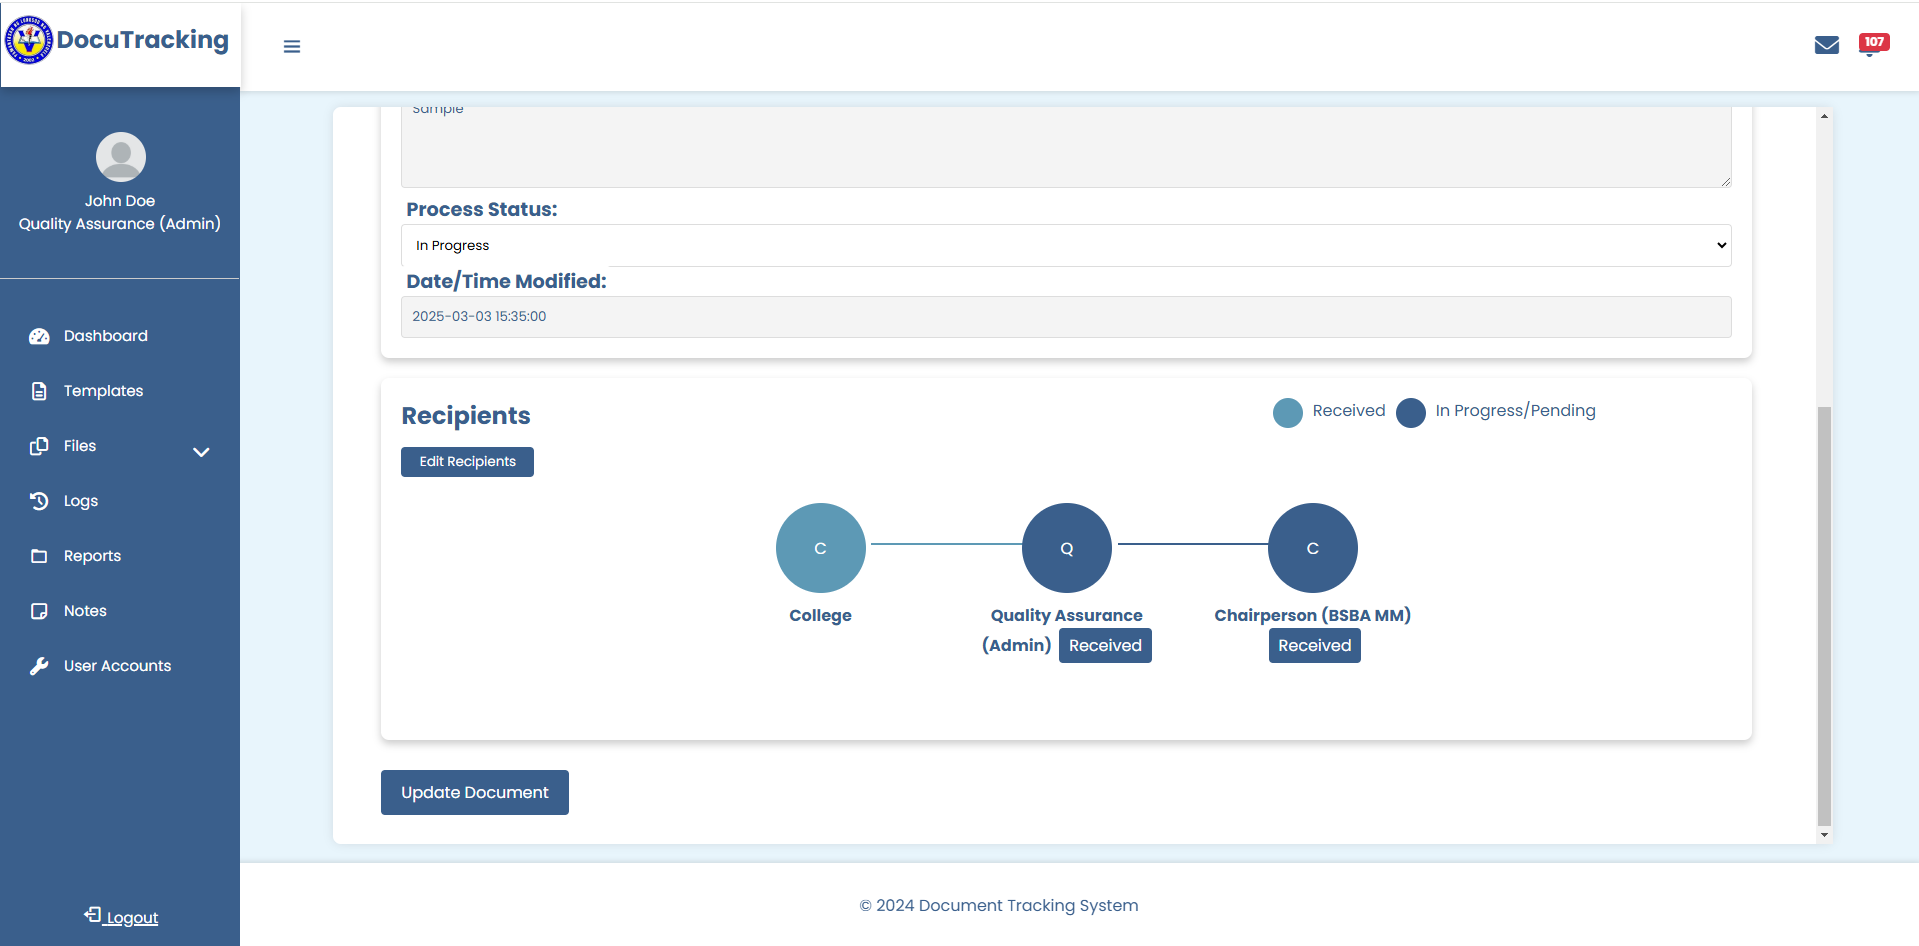 DocuTracking
107
John Doe
Quality Assurance (Admin)
Dashboard
Templates
Files
Logs
Reports
Notes
User Accounts
Logout
Sample
Process Status:
In Progress
Date/Time Modified:
2025-03-03 15:35:00
Recipients
Received
In Progress/Pending
Edit Recipients
C
Q
C
College
Quality Assurance
(Admin) Received
Chairperson (BSBA MM)
Received
Update Document
© 2024 Document Tracking System